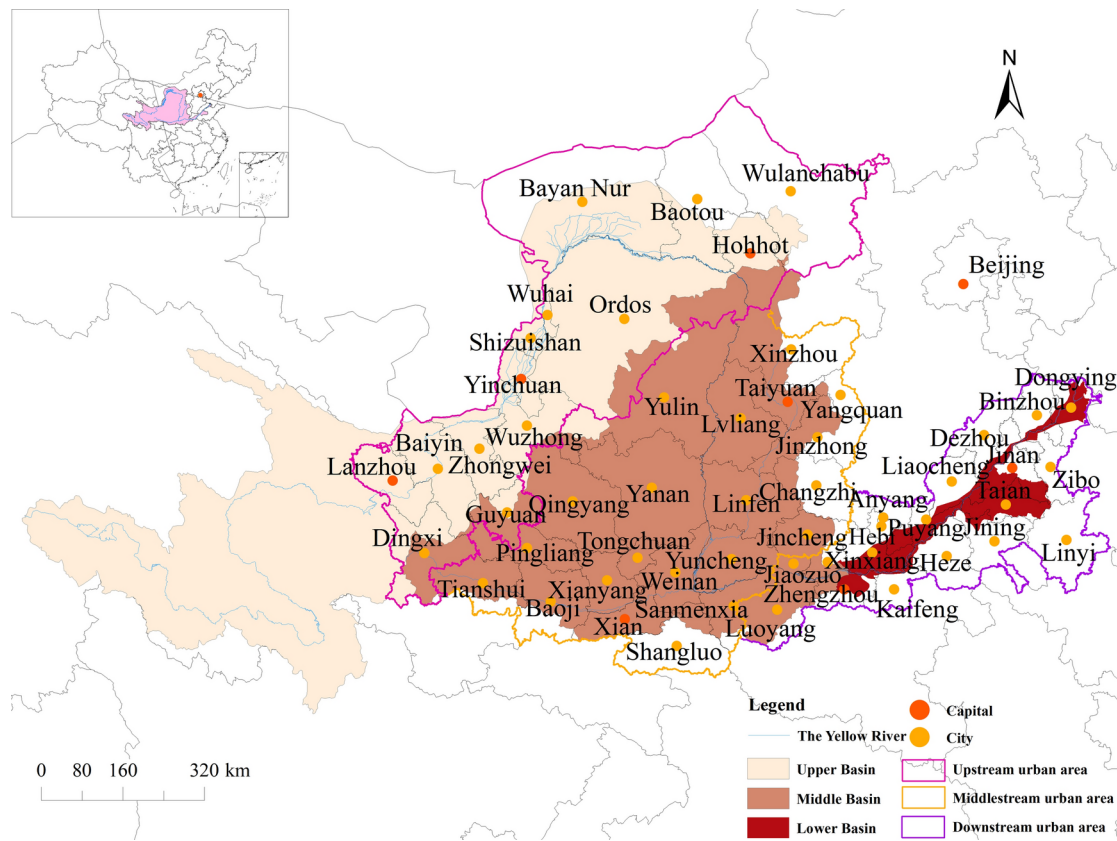 N
Wulanchabu
Bayan Nur
Baotou
Hohhot
Beijing
Wuhai
Ordos
Shizuishan
Xinzhou
Yinchuan
Taiyuan
Dongying
Yulin
Yangquan
Binzhou
Lvliang
Wuzhong
Jinzhong
Dezhou
Baiyin
Jinan
Lanzhou
Zhongwei
Liaocheng
Zibo
Yanan
Changzhi
Taian
Qingyang
Linfen
Anyang
Guyuan
Puyang
Jining
Dingxi
Tongchuan
Jincheng
Hebi
Pingliang
Yuncheng
Linyi
Xinxiang
Heze
Tianshui
Xianyang
Weinan
Jiaozuo
Baoji
Sanmenxia
Zhengzhou
Kaifeng
Xian
Luoyang
Shangluo
Legend
Capital
The Yellow River
City
Upper Basin
Upstream urban area
Middle Basin
Middlestream urban area
Lower Basin
Downstream urban area
0 80 160 320 km